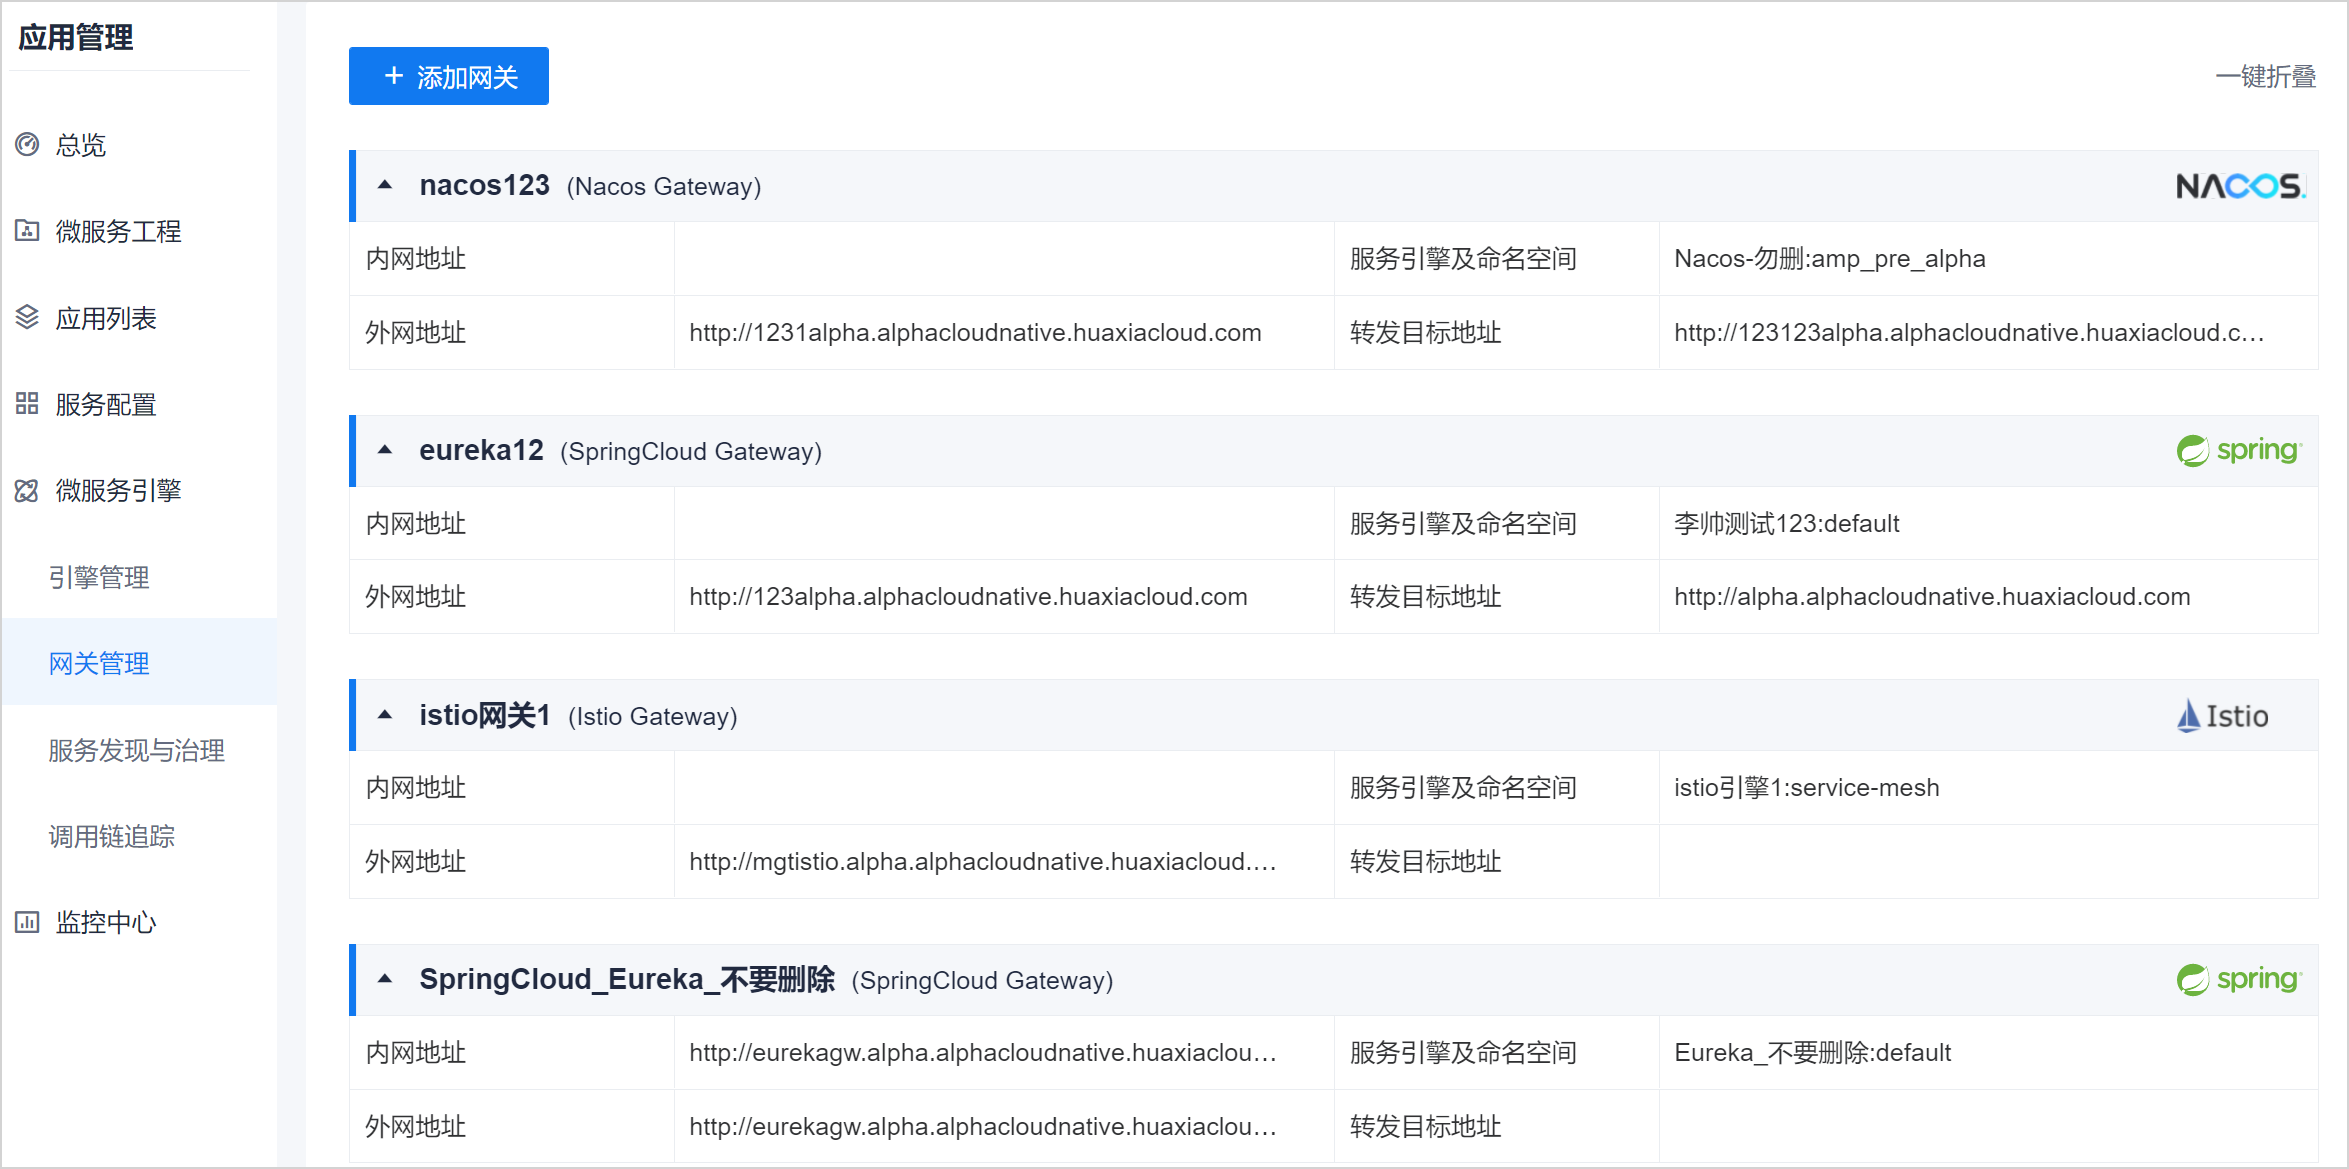 应用管理
总览
微服务工程
应用列表
服务配置
微服务引擎
引擎管理
网关管理
服务发现与治理
调用链追踪
监控中心
+ 添加网关
一键折叠
nacos123 (Nacos Gateway)
NACOS.
内网地址
服务引擎及命名空间 Nacos-勿删:amp_pre_alpha
外网地址 http://1231alpha.alphacloudnative.huaxiacloud.com
转发目标地址 http://123123alpha.alphacloudnative.huaxiacloud.c...
eureka12 (SpringCloud Gateway)
spring
内网地址
服务引擎及命名空间 李帅测试123:default
外网地址 http://123alpha.alphacloudnative.huaxiacloud.com
转发目标地址 http://alpha.alphacloudnative.huaxiacloud.com
istio网关1 (Istio Gateway)
Istio
内网地址
服务引擎及命名空间 istio引擎1:service-mesh
外网地址 http://mgtistio.alpha.alphacloudnative.huaxiacloud....
转发目标地址
SpringCloud_Eureka_不要删除 (SpringCloud Gateway)
spring
内网地址 http://eurekagw.alpha.alphacloudnative.huaxiaclou...
服务引擎及命名空间 Eureka_不要删除:default
外网地址 http://eurekagw.alpha.alphacloudnative.huaxiaclou...
转发目标地址